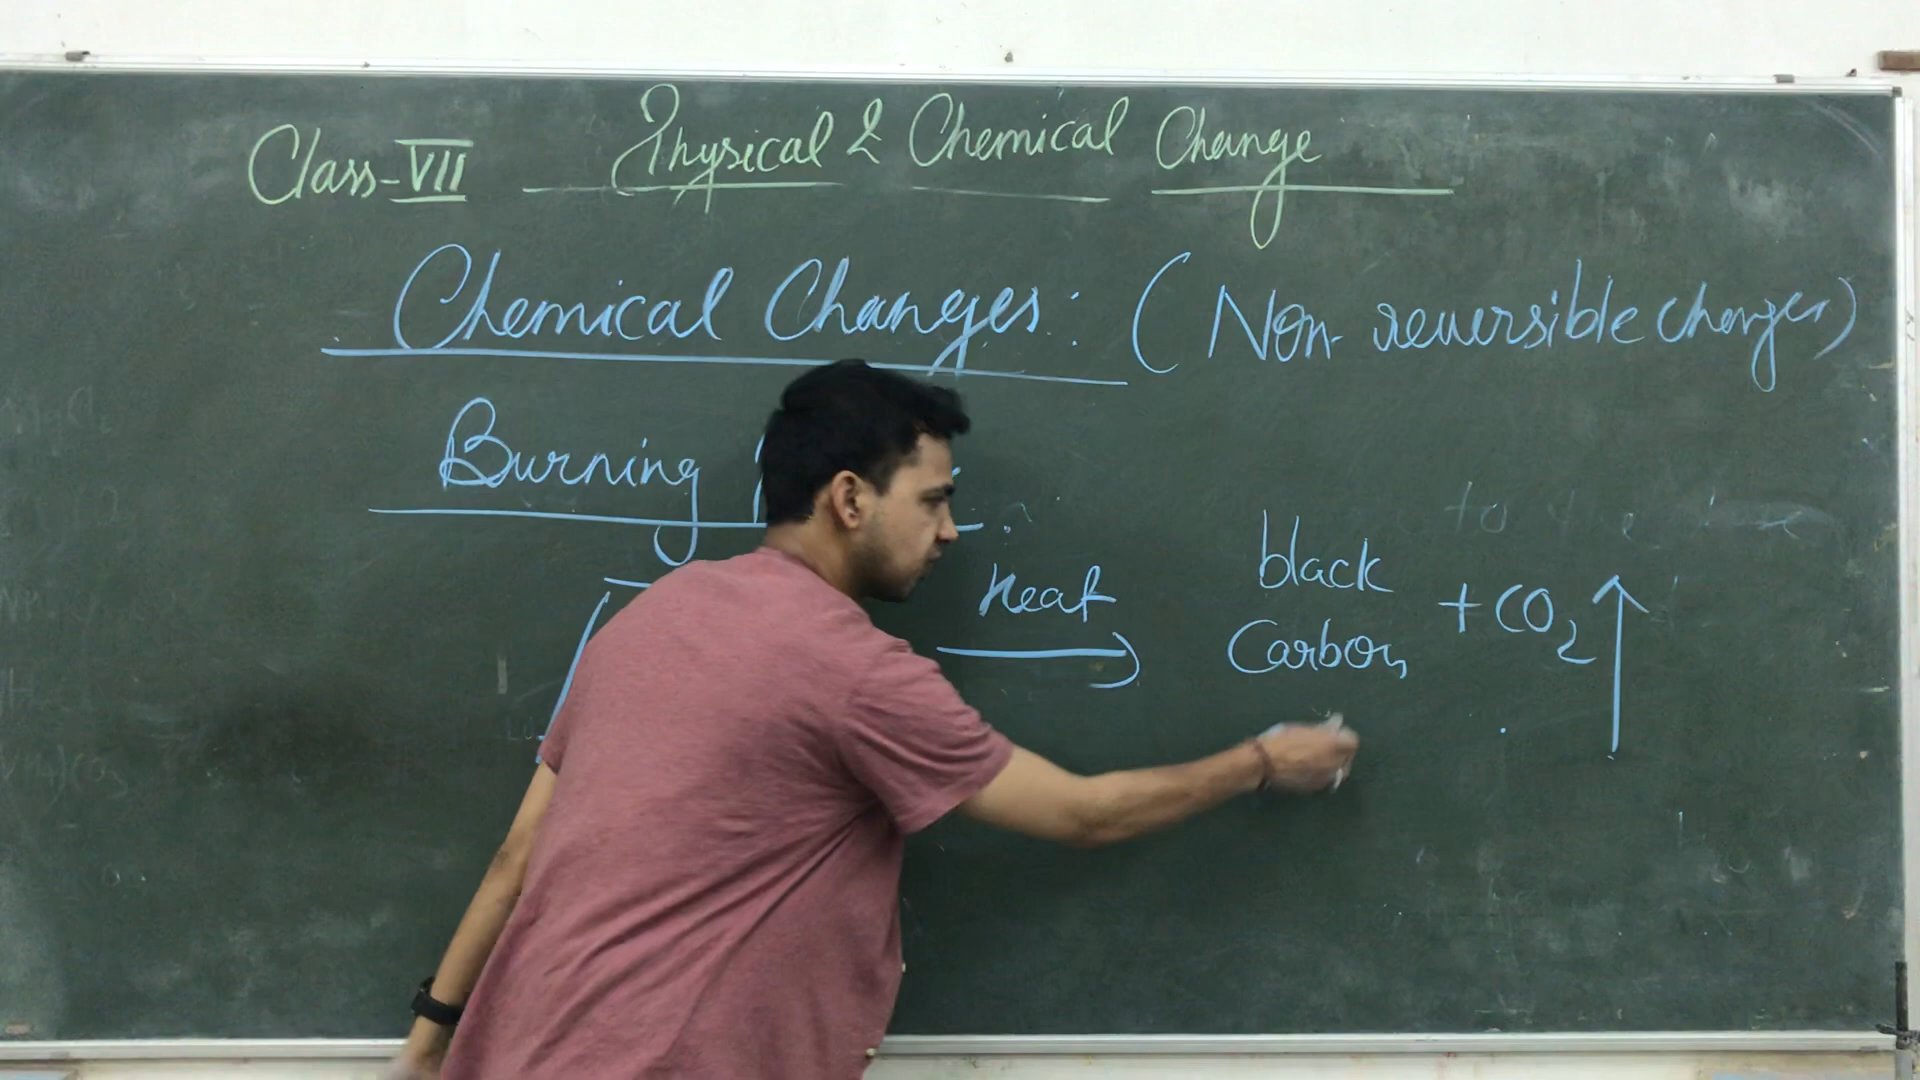 Class-VII Physical & Chemical Change
Chemical Changes: (Non-reversible changes)
Burning
Heat
black
Carbon
+ CO₂ ↑